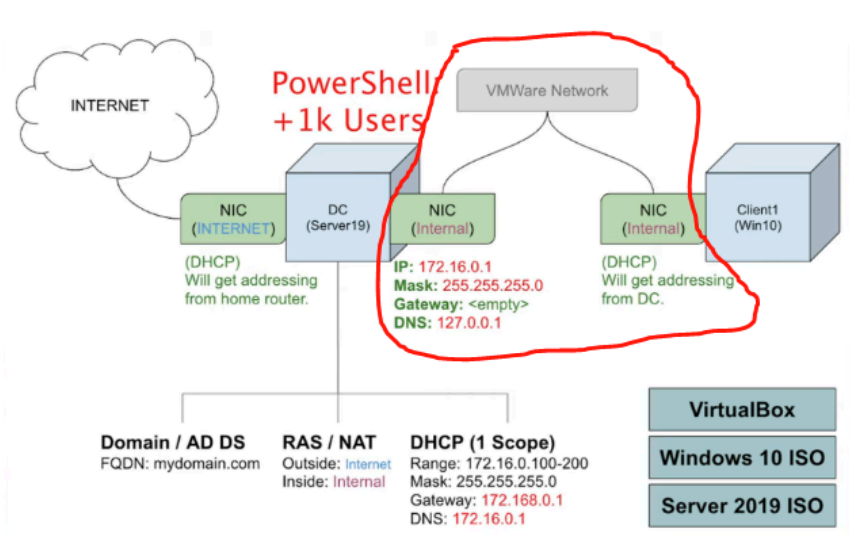 INTERNET
PowerShell:
+1k Users
VMWare Network
NIC
(INTERNET)
DC
(Server19)
NIC
(Internal)
NIC
(Internal)
Client1
(Win10)
(DHCP)
Will get addressing
from home router.
IP: 172.16.0.1
Mask: 255.255.255.0
Gateway: <empty>
DNS: 127.0.0.1
(DHCP)
Will get addressing
from DC.
Domain / AD DS
FQDN: mydomain.com
RAS / NAT
Outside: Internet
Inside: Internal
DHCP (1 Scope)
Range: 172.16.0.100-200
Mask: 255.255.255.0
Gateway: 172.168.0.1
DNS: 172.16.0.1
VirtualBox
Windows 10 ISO
Server 2019 ISO